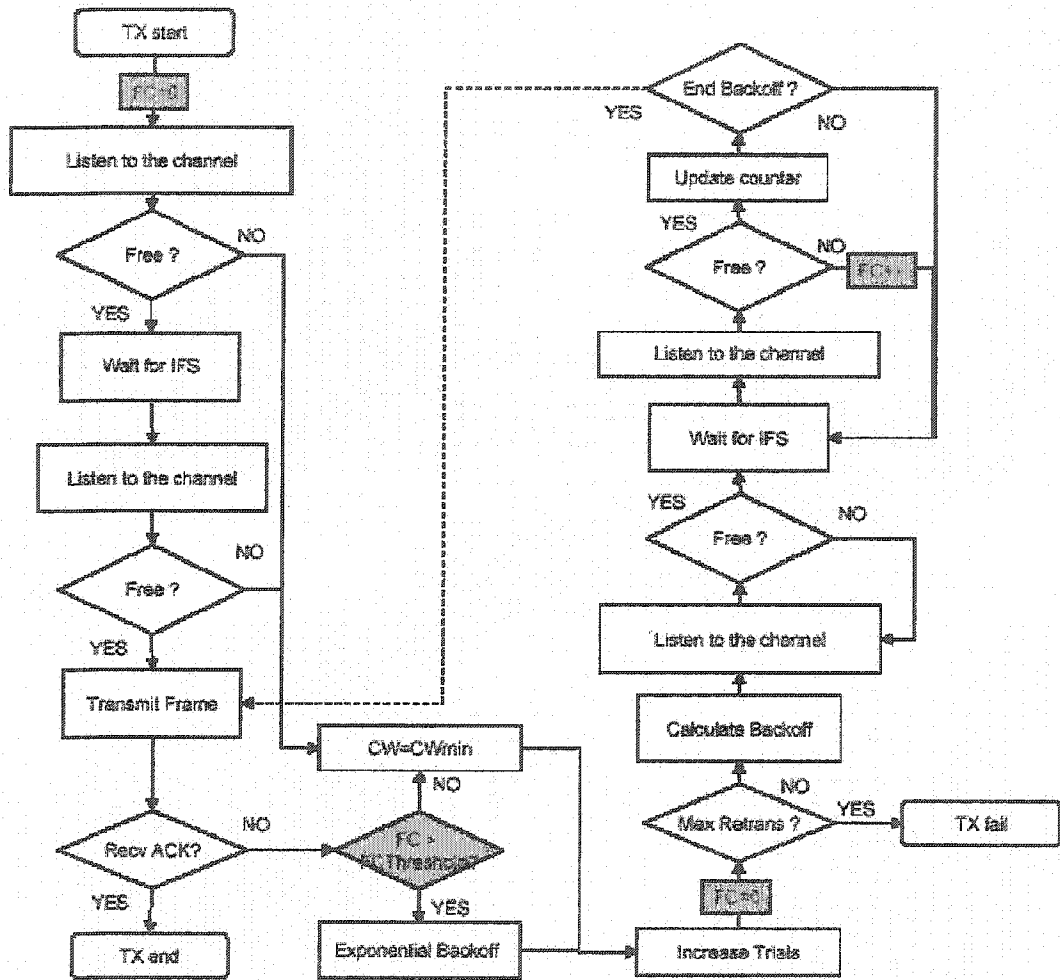 TX start
FC=0
Listen to the channel
Free ?
NO
YES
Wait for IFS
Listen to the channel
Free ?
NO
YES
Transmit Frame
Recv ACK?
NO
YES
TX end
CW=CWmin
NO
FC >
FCThreshold?
YES
Exponential Backoff
Increase Trials
FC=0
Max Retrans ?
NO
YES
TX fail
Calculate Backoff
Listen to the channel
Free ?
YES
NO
Wait for IFS
Listen to the channel
Free ?
YES
NO
FC++
Update counter
End Backoff ?
YES
NO